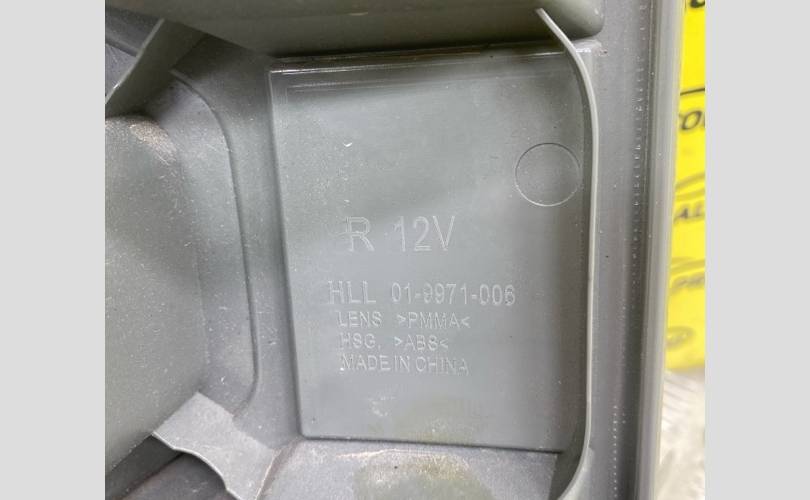 R 12V
HLL 01-9971-006
LENS >PMMA<
HSG. >ABS<
MADE IN CHINA